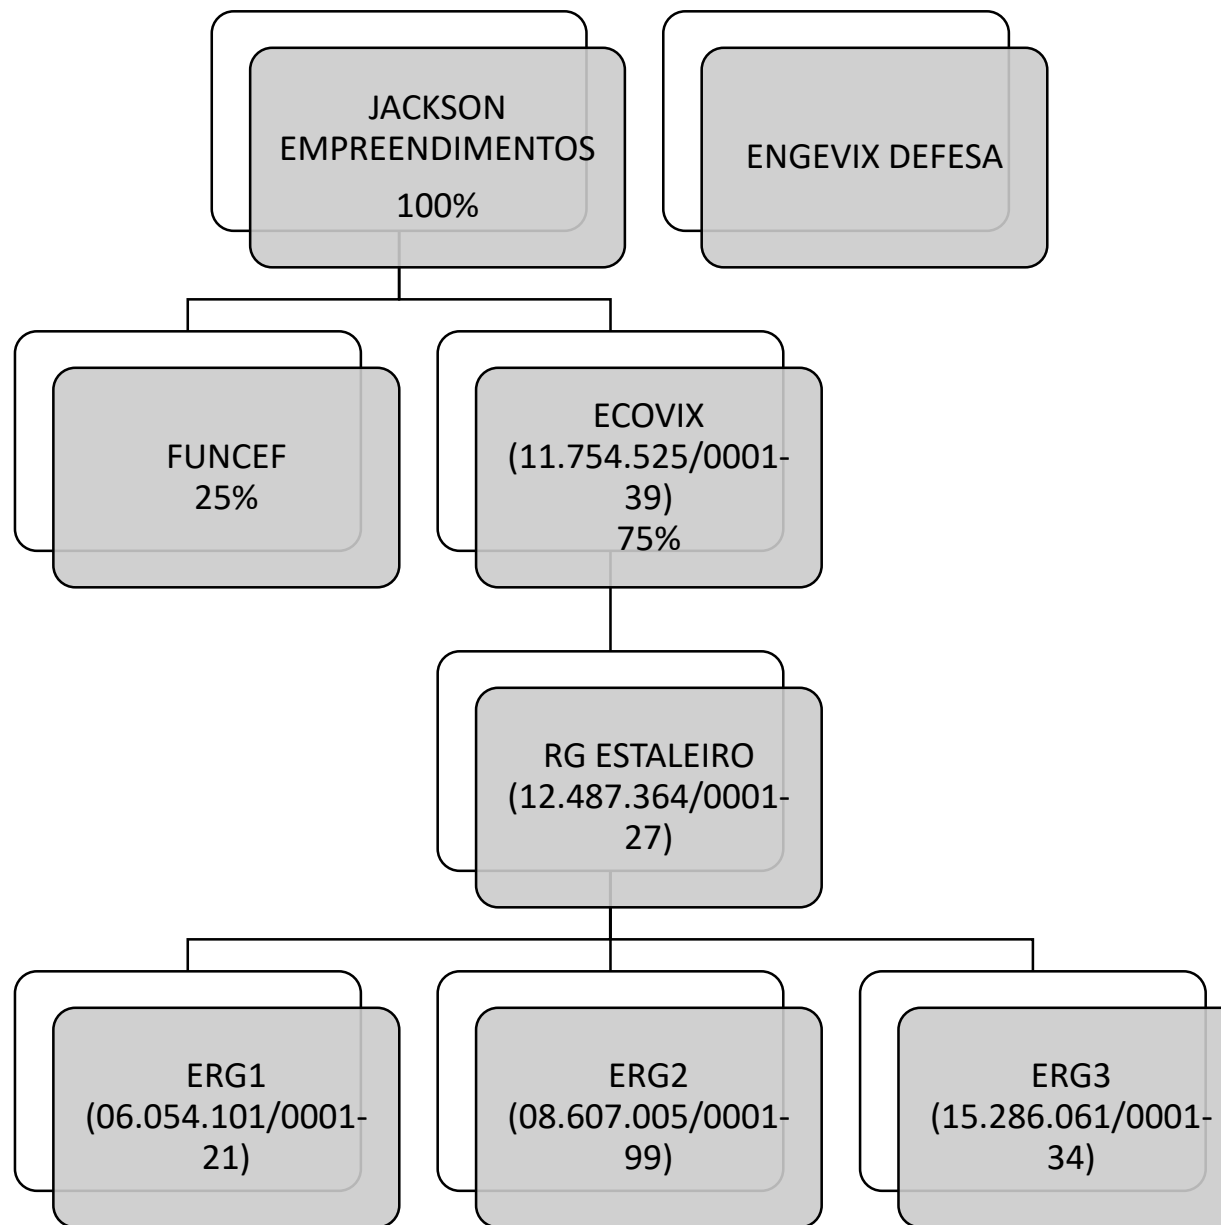 JACKSON
EMPREENDIMENTOS
100%
ENGEVIX DEFESA
FUNCEF
25%
ECOVIX
(11.754.525/0001-
39)
75%
RG ESTALEIRO
(12.487.364/0001-
27)
ERG1
(06.054.101/0001-
21)
ERG2
(08.607.005/0001-
99)
ERG3
(15.286.061/0001-
34)